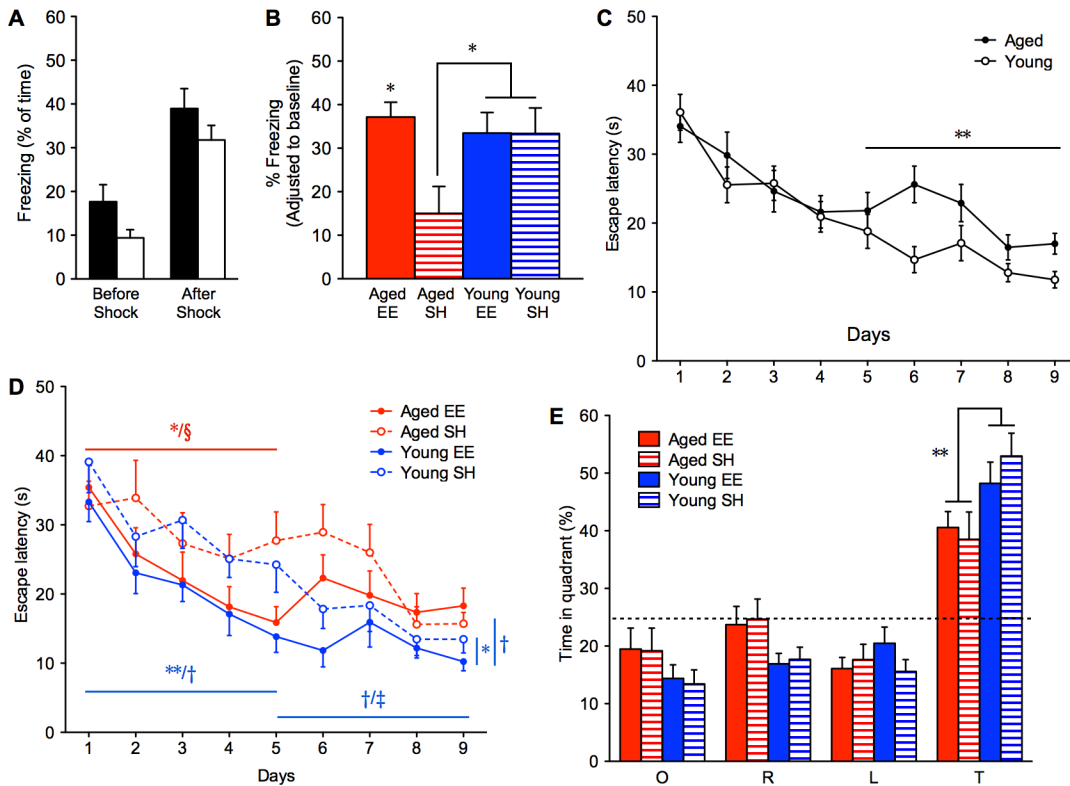 A
60
50
40
30
20
10
0
Freezing (% of time)
Before
Shock
After
Shock
B
60
50
40
30
20
10
0
% Freezing
(Adjusted to baseline)
*
*
Aged
EE
Aged
SH
Young
EE
Young
SH
C
50
40
30
20
10
0
Escape latency (s)
Aged
Young
**
Days
1 2 3 4 5 6 7 8 9
D
50
40
30
20
10
0
Escape latency (s)
Aged EE
Aged SH
Young EE
Young SH
*/§
**/†
†/‡
*
†
1 2 3 4 5 6 7 8 9
Days
E
60
50
40
30
20
10
0
Time in quadrant (%)
Aged EE
Aged SH
Young EE
Young SH
**
O R L T